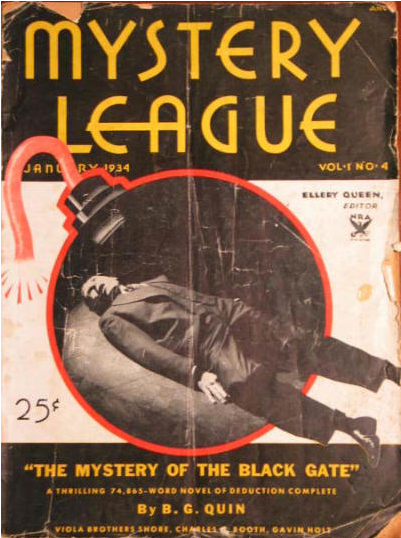 MYSTERY
LEAGUE
JANUARY 1934
VOL·1 NO·4
ELLERY QUEEN,
EDITOR
NRA
25¢
"THE MYSTERY OF THE BLACK GATE"
A THRILLING 74,865-WORD NOVEL OF DEDUCTION COMPLETE
By B. G. QUIN
VIOLA BROTHERS SHORE, CHARLES BOOTH, GAVIN HOLT